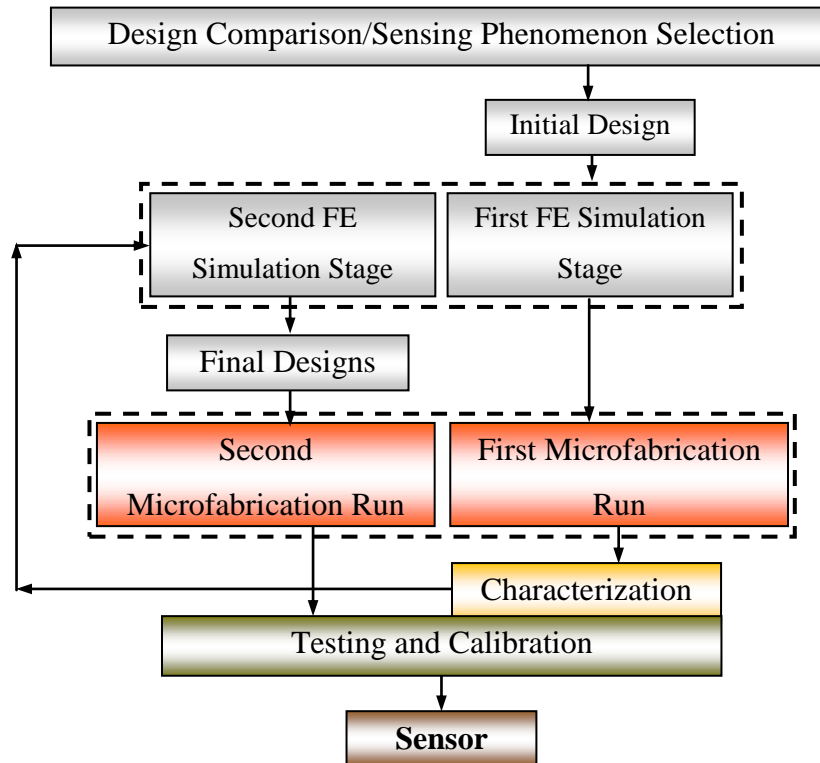 Design Comparison/Sensing Phenomenon Selection
Initial Design
Second FE
Simulation Stage
First FE Simulation
Stage
Final Designs
Second
Microfabrication Run
First Microfabrication
Run
Characterization
Testing and Calibration
Sensor